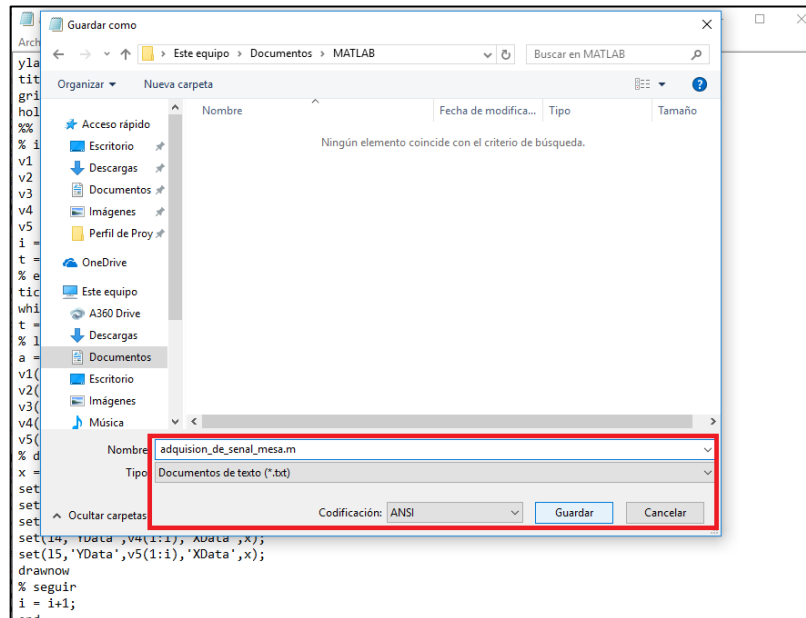 Guardar como
Arch
Este equipo > Documentos > MATLAB
Buscar en MATLAB
Organizar
Nueva carpeta
Nombre
Fecha de modifica...
Tipo
Tamaño
Ningún elemento coincide con el criterio de búsqueda.
Acceso rápido
Escritorio
Descargas
Documentos
Imágenes
Perfil de Proy
OneDrive
Este equipo
A360 Drive
Descargas
Documentos
Escritorio
Imágenes
Música
Nombre
adquision_de_senal_mesa.m
Tipo
Documentos de texto (*.txt)
Ocultar carpetas
Codificación:
ANSI
Guardar
Cancelar
yla
tit
gri
hol
%%
% i
v1
v2
v3
v4
v5
i =
t =
% e
tic
whi
t =
% l
a =
v1(
v2(
v3(
v4(
v5(
% d
x =
set
set
set
set(l4,'YData',v4(1:i),'XData',x);
set(l5,'YData',v5(1:i),'XData',x);
drawnow
% seguir
i = i+1;
end